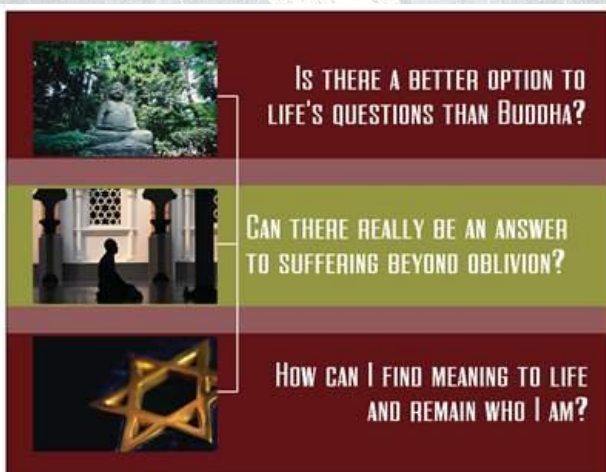 Is there a better option to
life's questions than Buddha?
Can there really be an answer
to suffering beyond oblivion?
How can I find meaning to life
and remain who I am?